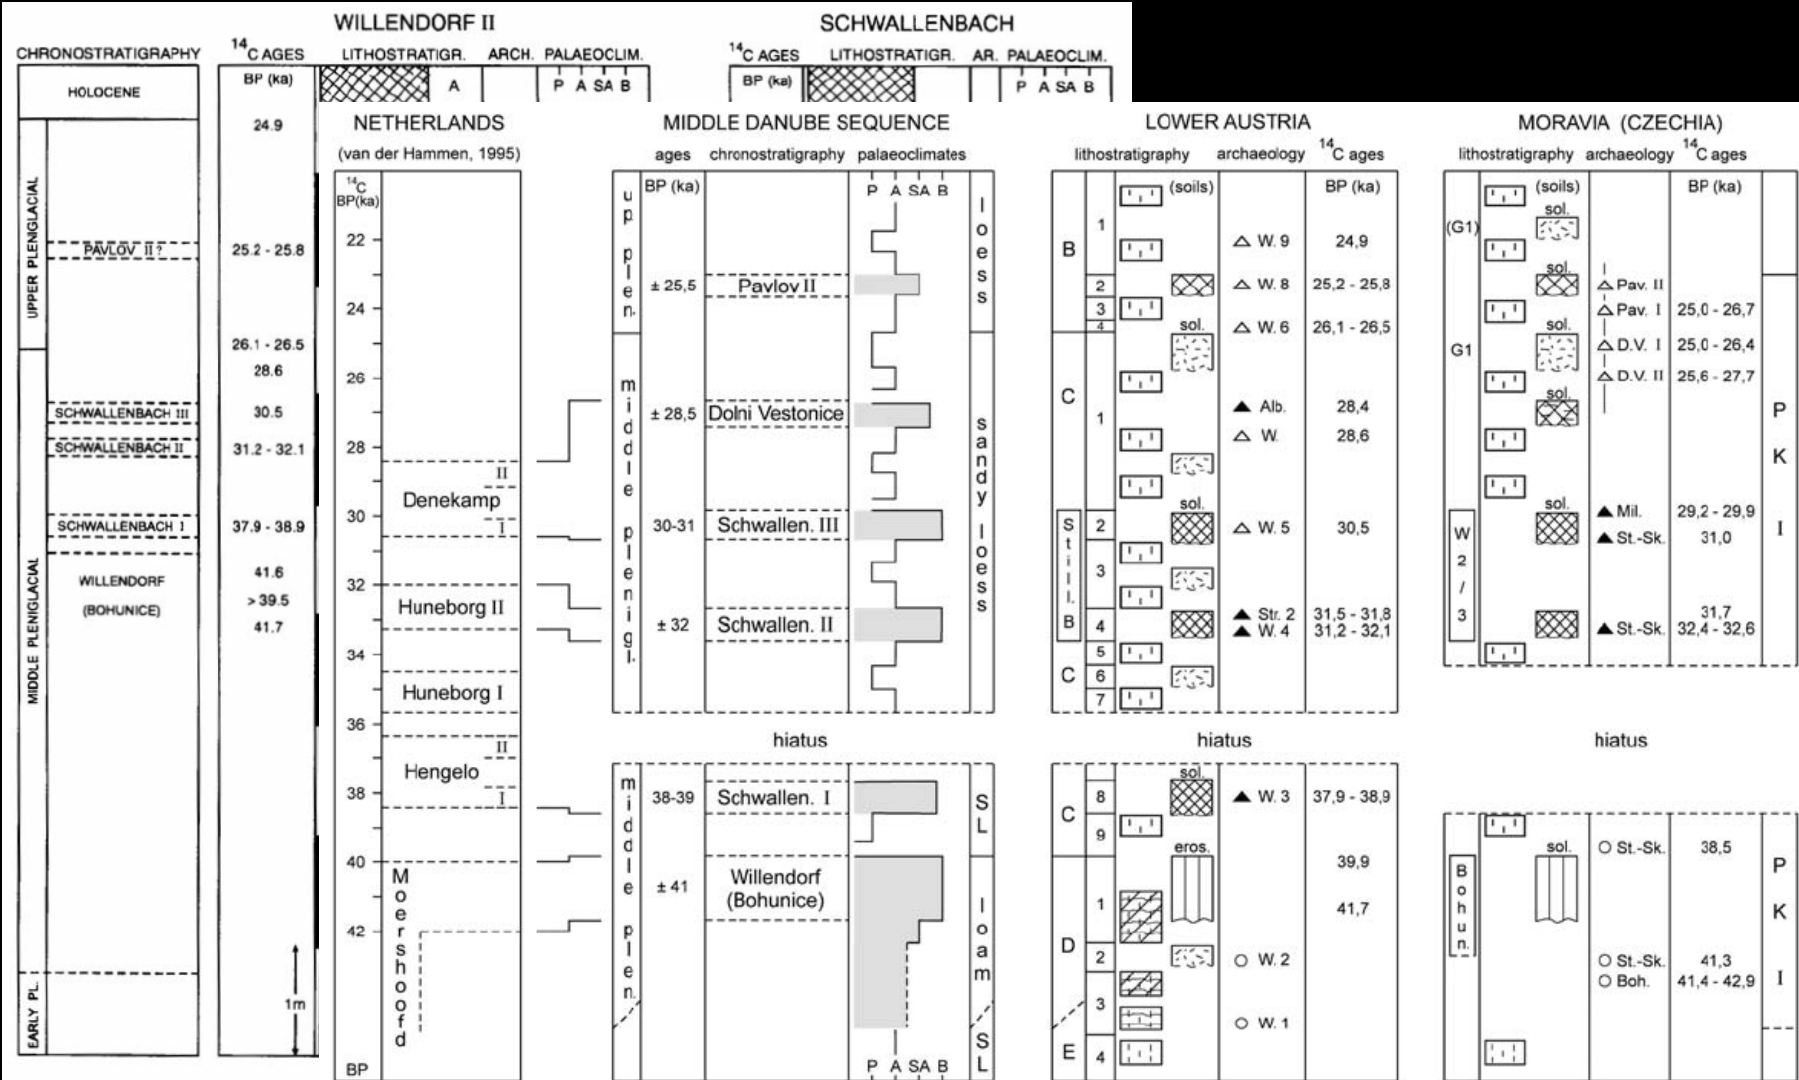 WILLENDORF II
SCHWALLENBACH
CHRONOSTRATIGRAPHY
14C AGES
LITHOSTRATIGR.
ARCH.
PALAEOCLIM.
14C AGES
LITHOSTRATIGR.
AR.
PALAEOCLIM.
HOLOCENE
BP (ka)
A
P A SA B
BP (ka)
P A SA B
UPPER PLENIGLACIAL
MIDDLE PLENIGLACIAL
EARLY PL.
PAVLOV II ?
SCHWALLENBACH III
SCHWALLENBACH II
SCHWALLENBACH I
WILLENDORF
(BOHUNICE)
24.9
25.2 - 25.8
26.1 - 26.5
28.6
30.5
31.2 - 32.1
37.9 - 38.9
41.6
> 39.5
41.7
1m
NETHERLANDS
(van der Hammen, 1995)
14C
BP(ka)
22
24
26
28
30
32
34
36
38
40
42
BP
II
Denekamp
I
Huneborg II
Huneborg I
II
Hengelo
I
Moershoofd
MIDDLE DANUBE SEQUENCE
ages
chronostratigraphy
palaeoclimates
BP (ka)
P A SA B
up plen.
middle plenigl.
± 25,5
Pavlov II
± 28,5
Dolni Vestonice
30-31
Schwallen. III
± 32
Schwallen. II
loess
sandy loess
hiatus
middle plen.
38-39
Schwallen. I
± 41
Willendorf
(Bohunice)
SL
loam
SL
P A SA B
LOWER AUSTRIA
lithostratigraphy
archaeology
14C ages
(soils)
BP (ka)
B
1
W. 9
24,9
2
W. 8
25,2 - 25,8
3
4
sol.
W. 6
26,1 - 26,5
C
1
Alb.
28,4
W.
28,6
Still. B
sol.
2
W. 5
30,5
3
4
Str. 2
31,5 - 31,8
W. 4
31,2 - 32,1
5
C
6
7
hiatus
sol.
C
8
W. 3
37,9 - 38,9
9
eros.
39,9
1
41,7
D
2
W. 2
3
W. 1
E
4
MORAVIA (CZECHIA)
lithostratigraphy
archaeology
14C ages
(soils)
BP (ka)
sol.
(G1)
sol.
Pav. II
Pav. I
25,0 - 26,7
sol.
G1
D.V. I
25,0 - 26,4
D.V. II
25,6 - 27,7
sol.
PKI
sol.
Mil.
29,2 - 29,9
St.-Sk.
31,0
W2/3
31,7
St.-Sk.
32,4 - 32,6
hiatus
sol.
St.-Sk.
38,5
Bohun.
St.-Sk.
41,3
Boh.
41,4 - 42,9
PKI